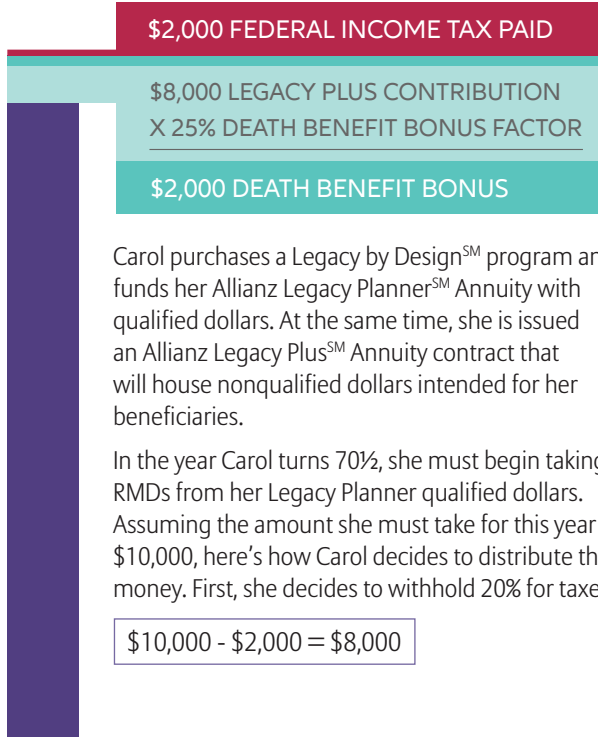 $2,000 FEDERAL INCOME TAX PAID
$8,000 LEGACY PLUS CONTRIBUTION
X 25% DEATH BENEFIT BONUS FACTOR
$2,000 DEATH BENEFIT BONUS
Carol purchases a Legacy by Design℠ program
funds her Allianz Legacy Planner℠ Annuity with
qualified dollars. At the same time, she is issued
an Allianz Legacy Plus℠ Annuity contract that
will house nonqualified dollars intended for her
beneficiaries.
In the year Carol turns 70½, she must begin taking
RMDs from her Legacy Planner qualified dollars.
Assuming the amount she must take for this year
$10,000, here's how Carol decides to distribute
money. First, she decides to withhold 20% for
$10,000 - $2,000 = $8,000